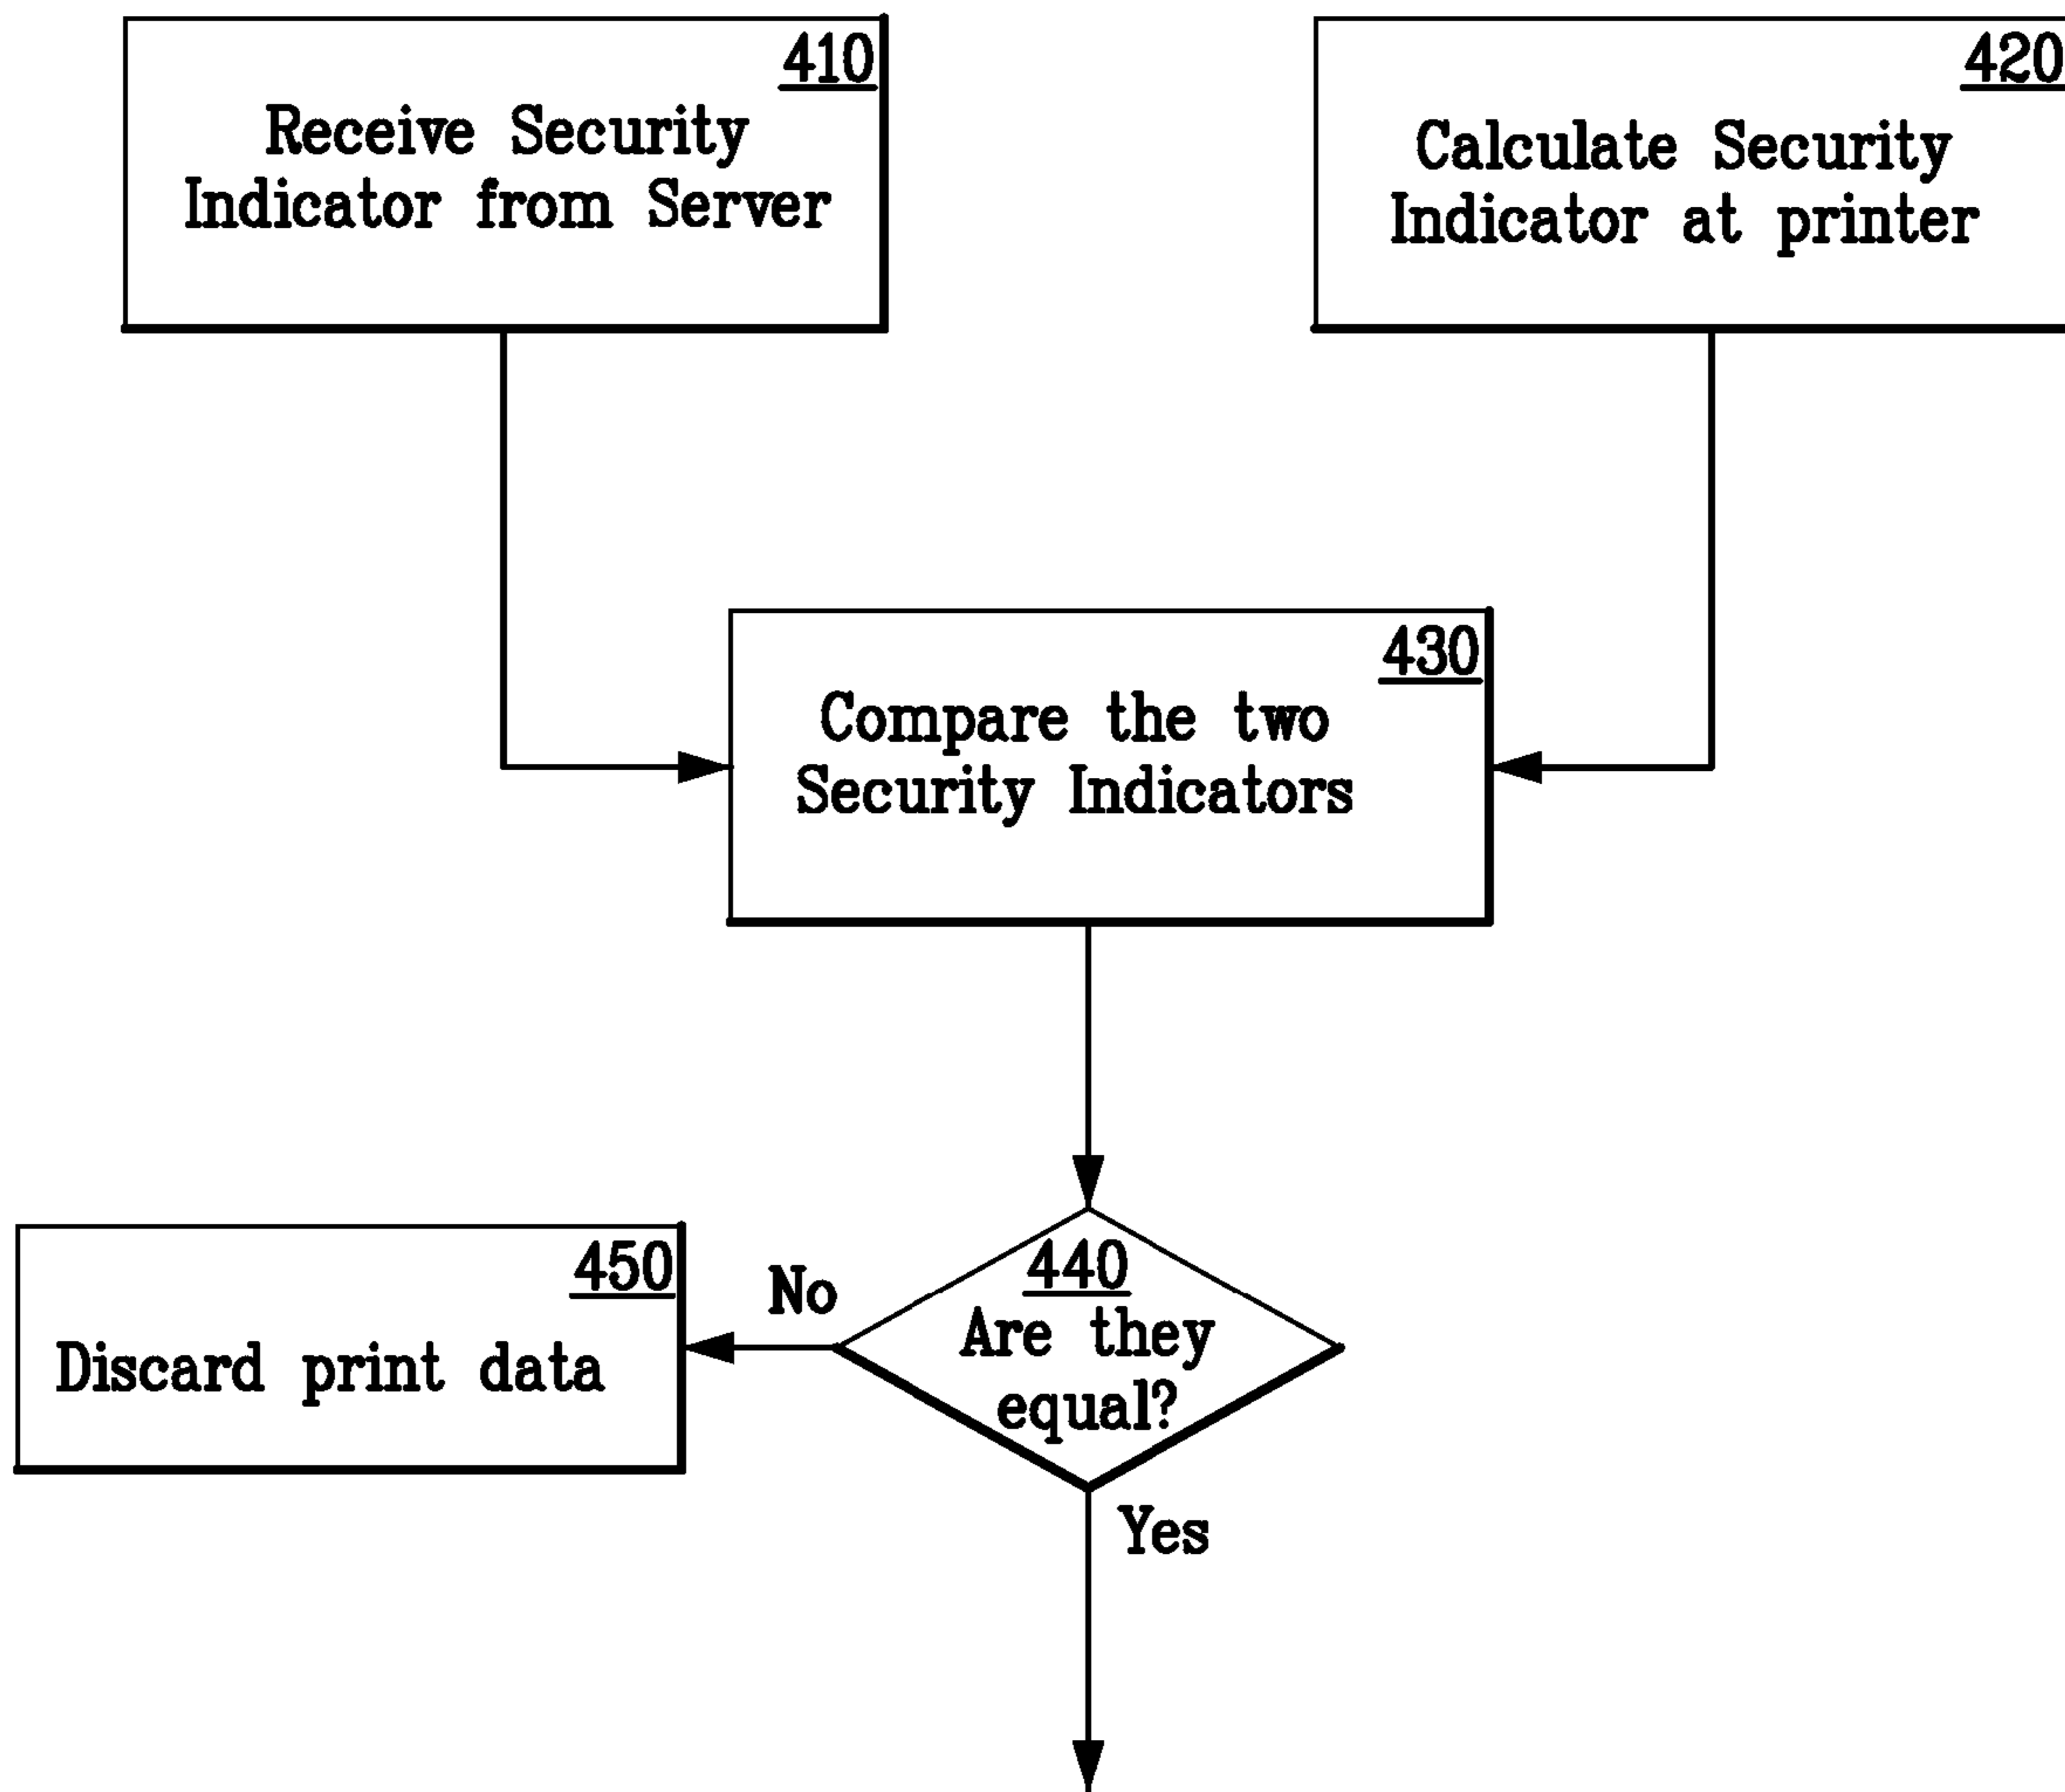 410
Receive Security
Indicator from Server
420
Calculate Security
Indicator at printer
430
Compare the two
Security Indicators
440
Are they
equal?
No
450
Discard print data
Yes